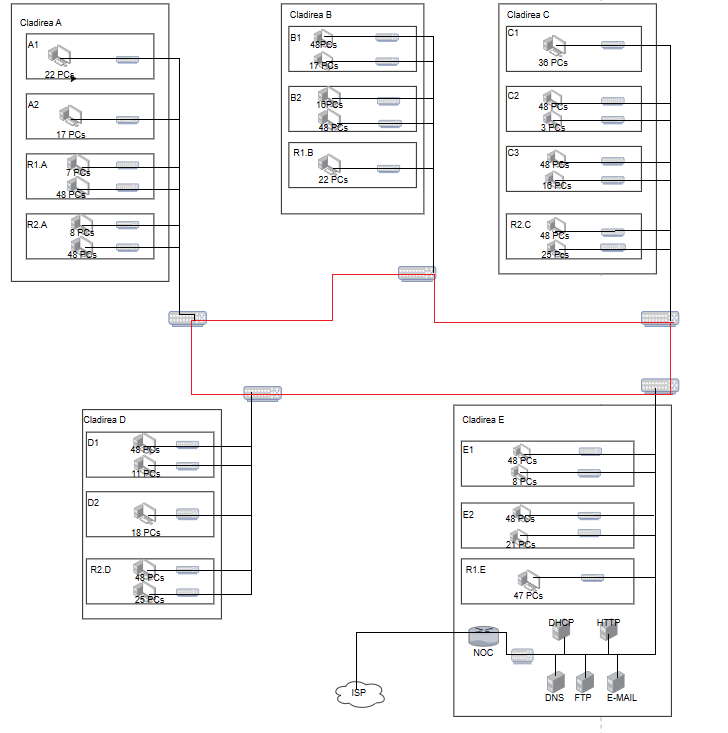 Cladirea A
A1
22 PCs
A2
17 PCs
R1.A
7 PCs
48 PCs
R2.A
8 PCs
48 PCs
Cladirea B
B1
48PCs
17 PCs
B2
16PCs
48 PCs
R1.B
22 PCs
Cladirea C
C1
36 PCs
C2
48 PCs
3 PCs
C3
48 PCs
16 PCs
R2.C
48 PCs
25 Pcs
Cladirea D
D1
48 PCs
11 PCs
D2
18 PCs
R2.D
48 PCs
25 PCs
Cladirea E
E1
48 PCs
8 PCs
E2
48 PCs
21 PCs
R1.E
47 PCs
DHCP
HTTP
NOC
ISP
DNS
FTP
E-MAIL